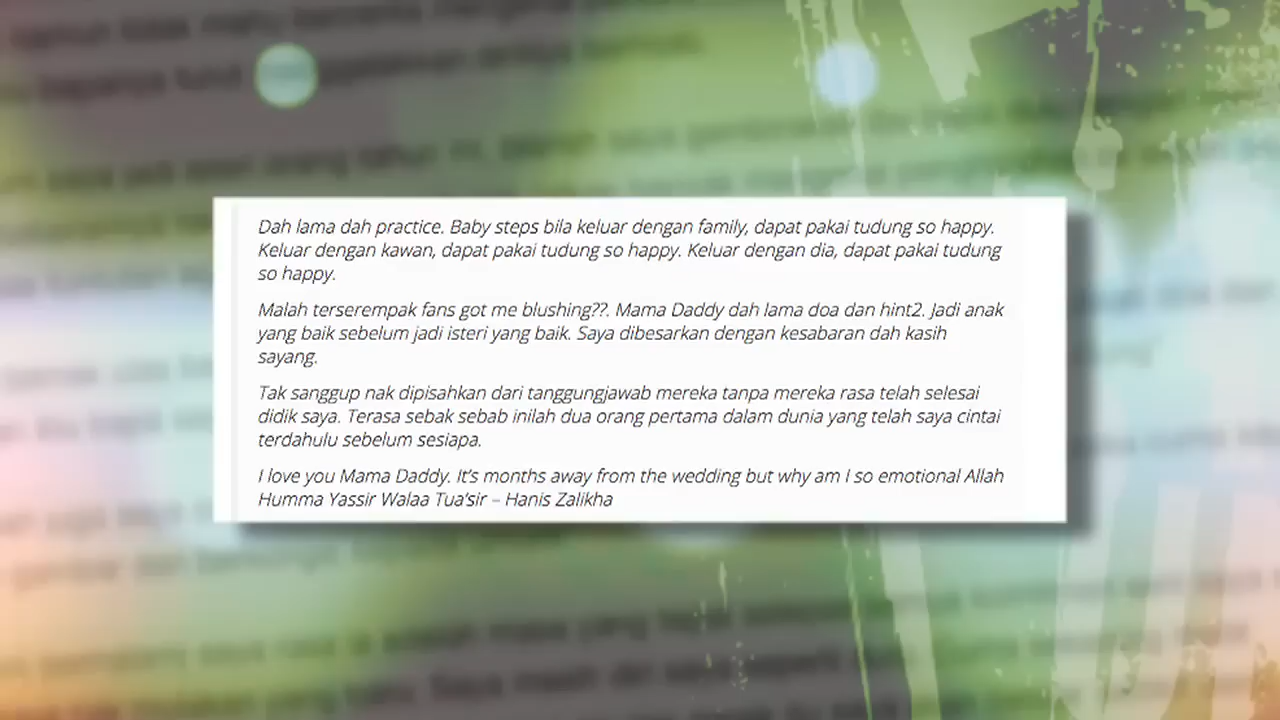 Dah lama dah practice. Baby steps bila keluar dengan family, dapat pakai tudung so happy.
Keluar dengan kawan, dapat pakai tudung so happy. Keluar dengan dia, dapat pakai tudung
so happy.
Malah terserempak fans got me blushing??. Mama Daddy dah lama doa dan hint2. Jadi anak
yang baik sebelum jadi isteri yang baik. Saya dibesarkan dengan kesabaran dah kasih
sayang.
Tak sanggup nak dipisahkan dari tanggungjawab mereka tanpa mereka rasa telah selesai
didik saya. Terasa sebak sebab inilah dua orang pertama dalam dunia yang telah saya cintai
terdahulu sebelum sesiapa.
I love you Mama Daddy. It’s months away from the wedding but why am I so emotional Allah
Humma Yassir Walaa Tua’sir – Hanis Zalikha